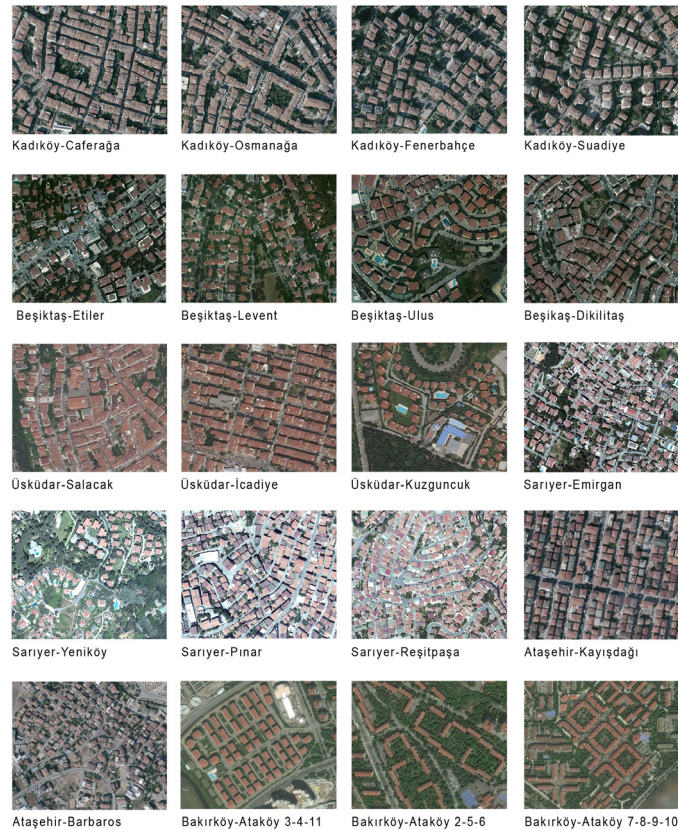 Kadıköy-Caferağa
Kadıköy-Osmanağa
Kadıköy-Fenerbahçe
Kadıköy-Suadiye
Beşiktaş-Etiler
Beşiktaş-Levent
Beşiktaş-Ulus
Beşikaş-Dikilitaş
Üsküdar-Salacak
Üsküdar-İcadiye
Üsküdar-Kuzguncuk
Sarıyer-Emirgan
Sarıyer-Yeniköy
Sarıyer-Pınar
Sarıyer-Reşitpaşa
Ataşehir-Kayışdağı
Ataşehir-Barbaros
Bakırköy-Ataköy 3-4-11
Bakırköy-Ataköy 2-5-6
Bakırköy-Ataköy 7-8-9-10